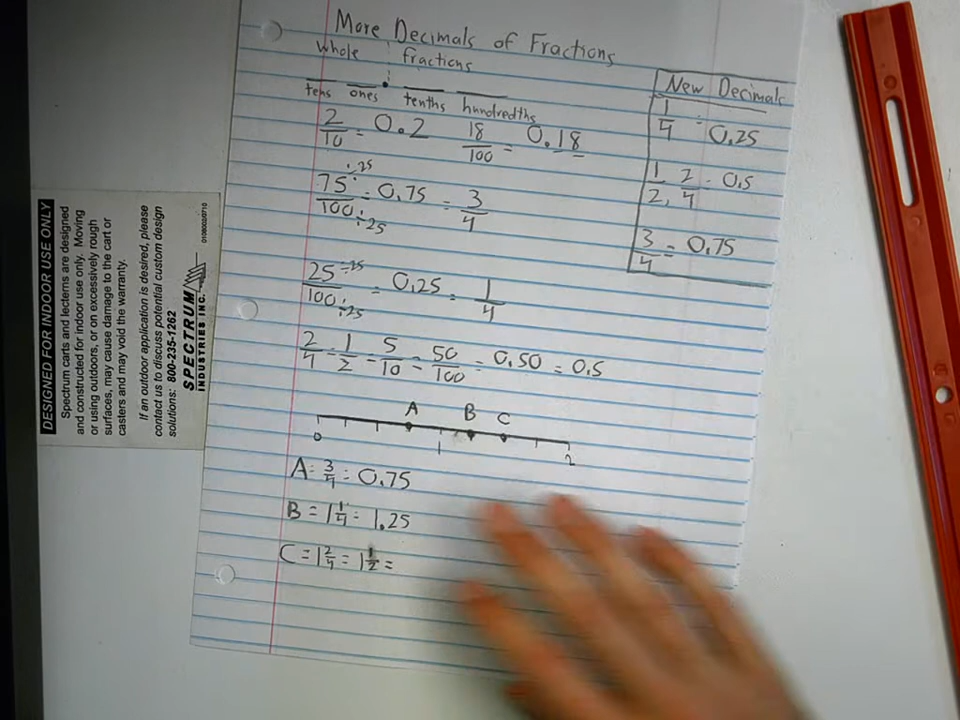 More Decimals of Fractions
whole fractions
tens ones . tenths hundredths
2/10 = 0.2 18/100 = 0.18
75/100 ÷25 ÷25 = 0.75 = 3/4
25/100 ÷25 ÷25 = 0.25 = 1/4
2/4 = 1/2 = 5/10 = 50/100 = 0.50 = 0.5
A B C
0 1 2
A = 3/4 = 0.75
B = 1 1/4 = 1.25
C = 1 2/4 = 1 1/2 =
New Decimals
1/4 = 0.25
1/2, 2/4 = 0.5
3/4 = 0.75
DESIGNED FOR INDOOR USE ONLY
Spectrum carts and lecterns are designed
and constructed for indoor use only. Moving
or using outdoors, or on excessively rough
surfaces, may cause damage to the cart or
casters and may void the warranty.
If an outdoor application is desired, please
contact us to discuss potential custom design
solutions: 800-235-1262
SPECTRUM
INDUSTRIES INC.